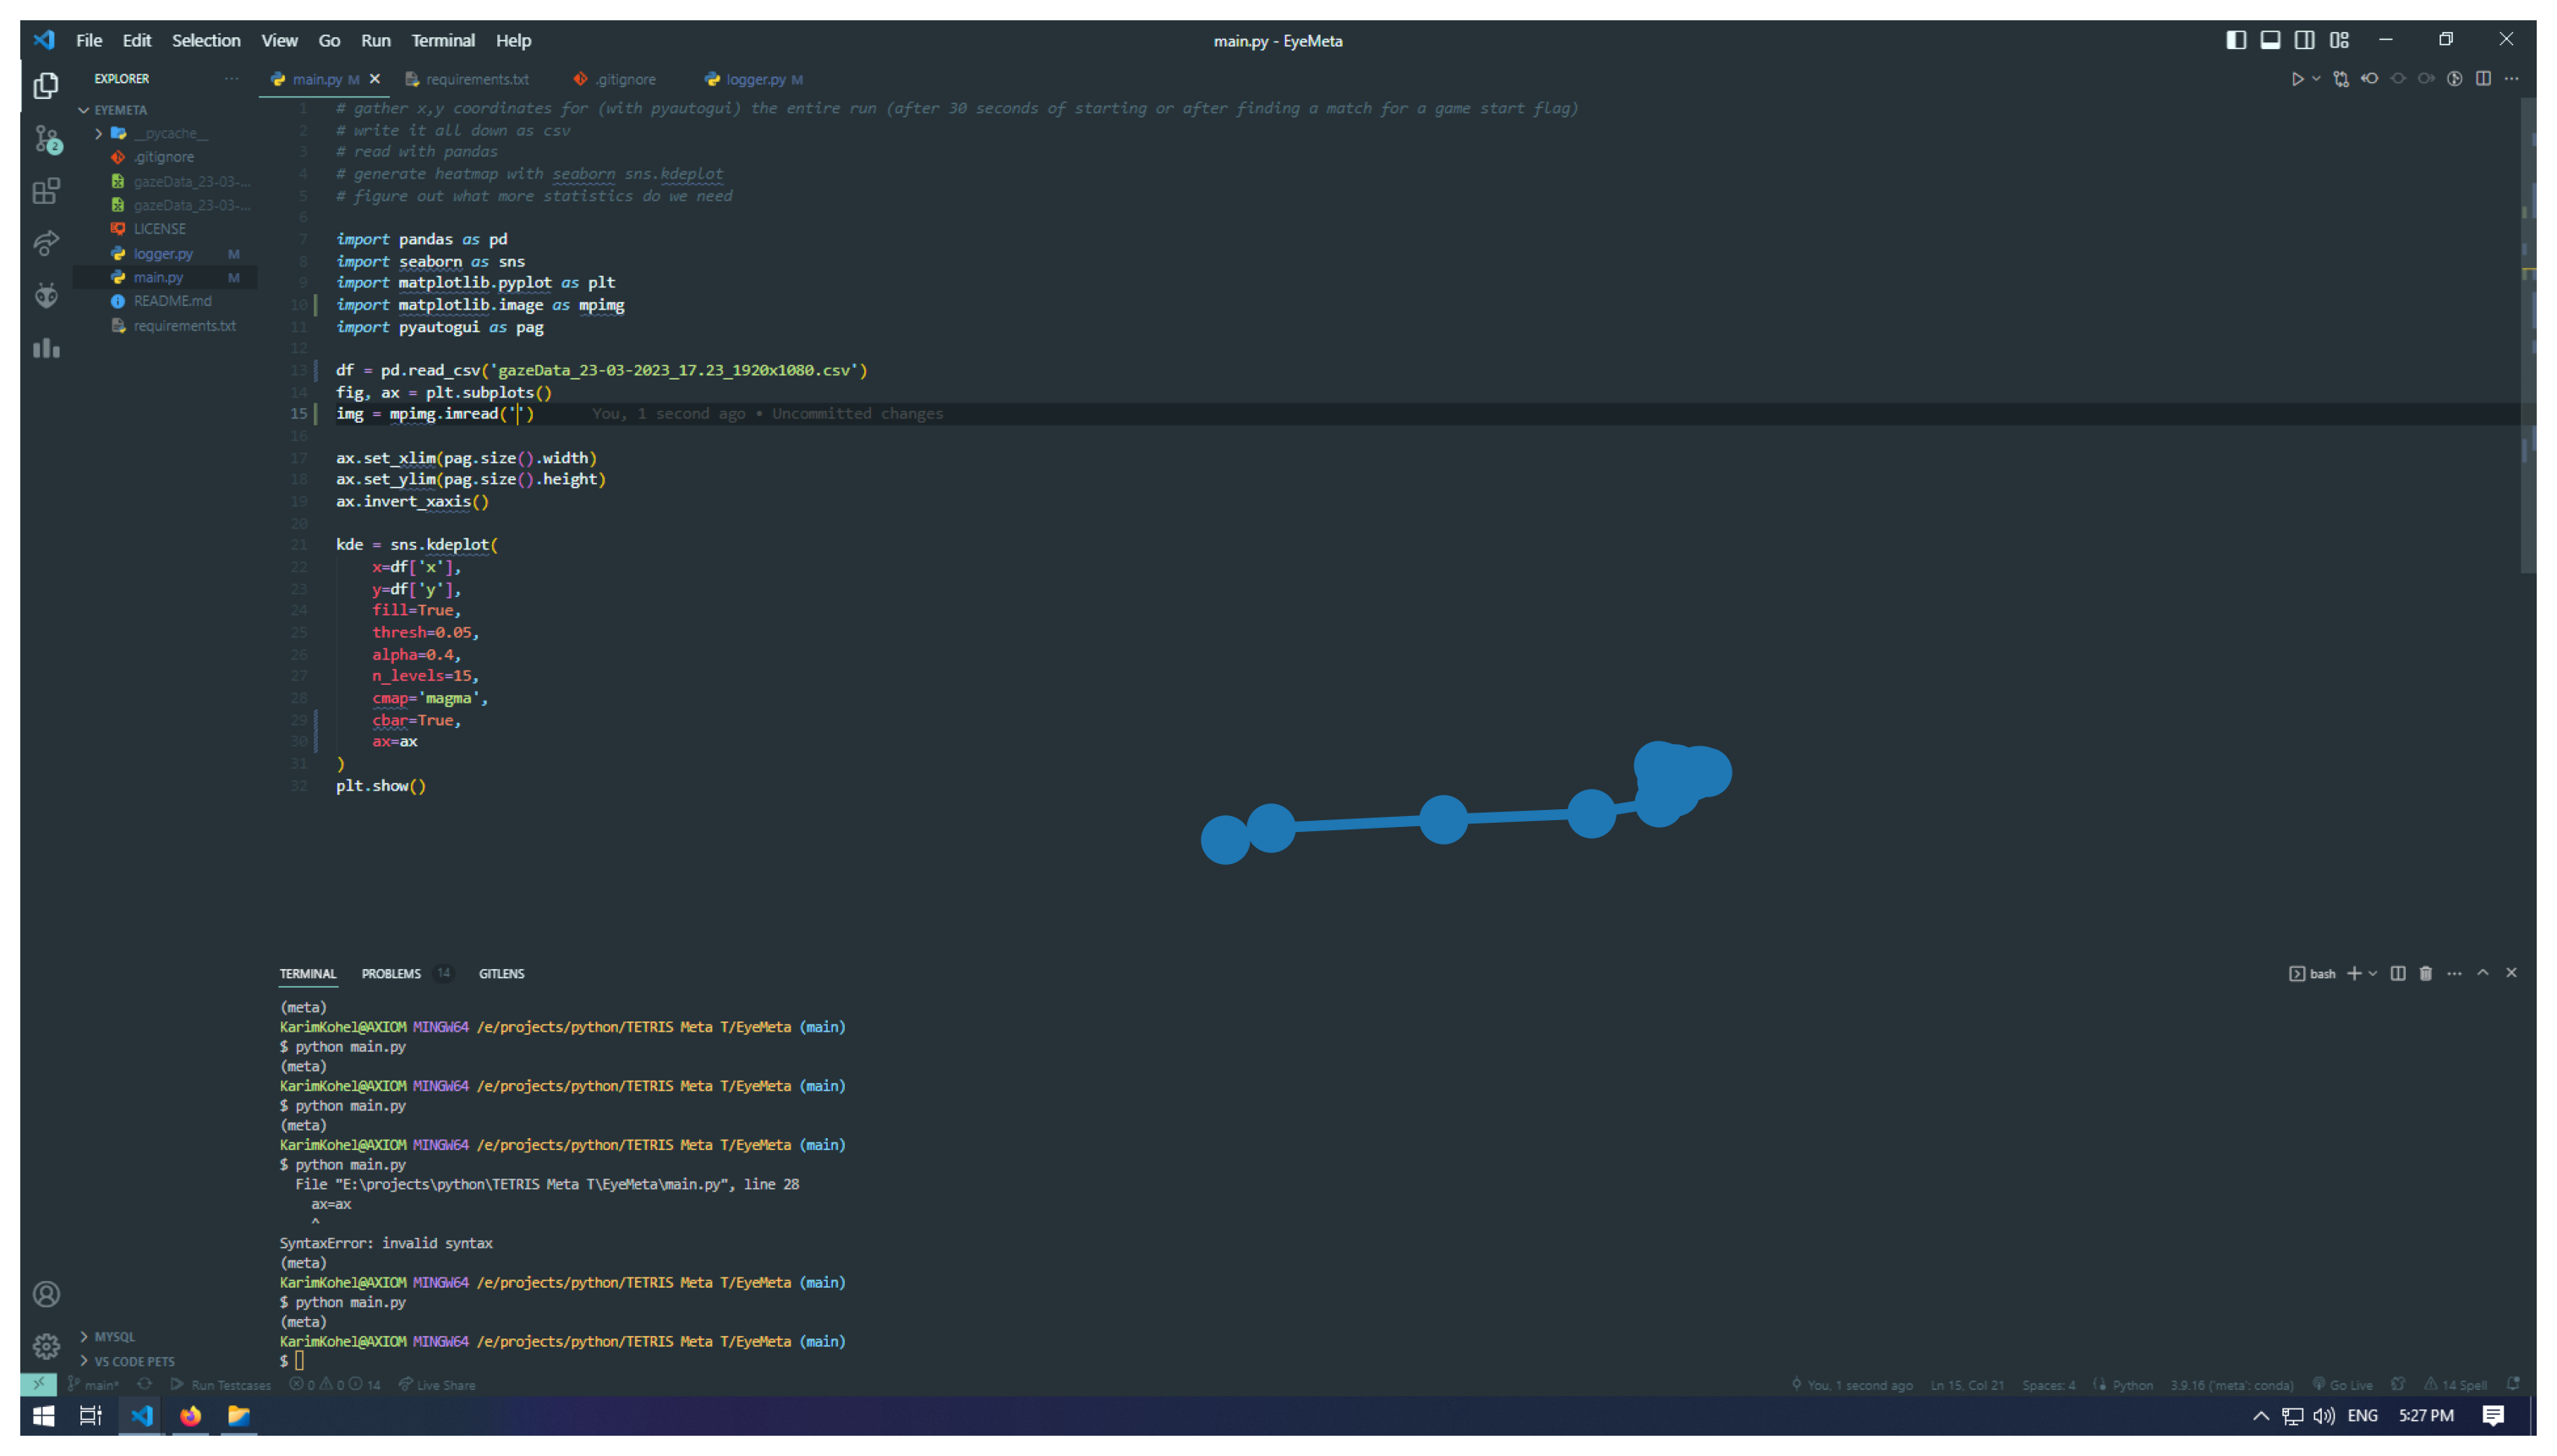 File Edit Selection View Go Run Terminal Help
main.py - EyeMeta
EXPLORER
main.py M
requirements.txt
.gitignore
logger.py M
EYEMETA
__pycache__
.gitignore
gazeData_23-03-...
gazeData_23-03-...
LICENSE
logger.py M
main.py M
README.md
requirements.txt
2
1 # gather x,y coordinates for (with pyautogui) the entire run (after 30 seconds of starting or after finding a match for a game start flag)
2 # write it all down as csv
3 # read with pandas
4 # generate heatmap with seaborn sns.kdeplot
5 # figure out what more statistics do we need
6
7 import pandas as pd
8 import seaborn as sns
9 import matplotlib.pyplot as plt
10 import matplotlib.image as mpimg
11 import pyautogui as pag
12
13 df = pd.read_csv('gazeData_23-03-2023_17.23_1920x1080.csv')
14 fig, ax = plt.subplots()
15 img = mpimg.imread('') You, 1 second ago • Uncommitted changes
16
17 ax.set_xlim(pag.size().width)
18 ax.set_ylim(pag.size().height)
19 ax.invert_xaxis()
20
21 kde = sns.kdeplot(
22 x=df['x'],
23 y=df['y'],
24 fill=True,
25 thresh=0.05,
26 alpha=0.4,
27 n_levels=15,
28 cmap='magma',
29 cbar=True,
30 ax=ax
31 )
32 plt.show()
TERMINAL PROBLEMS 14 GITLENS
bash
(meta)
KarimKohel@AXIOM MINGW64 /e/projects/python/TETRIS Meta T/EyeMeta (main)
$ python main.py
(meta)
KarimKohel@AXIOM MINGW64 /e/projects/python/TETRIS Meta T/EyeMeta (main)
$ python main.py
(meta)
KarimKohel@AXIOM MINGW64 /e/projects/python/TETRIS Meta T/EyeMeta (main)
$ python main.py
File "E:\projects\python\TETRIS Meta T\EyeMeta\main.py", line 28
ax=ax
^
SyntaxError: invalid syntax
(meta)
KarimKohel@AXIOM MINGW64 /e/projects/python/TETRIS Meta T/EyeMeta (main)
$ python main.py
(meta)
KarimKohel@AXIOM MINGW64 /e/projects/python/TETRIS Meta T/EyeMeta (main)
$
MYSQL
VS CODE PETS
main* Run Testcases 0 0 14 Live Share
You, 1 second ago Ln 15, Col 21 Spaces: 4 Python 3.9.16 ('meta': conda) Go Live 14 Spell
ENG 5:27 PM